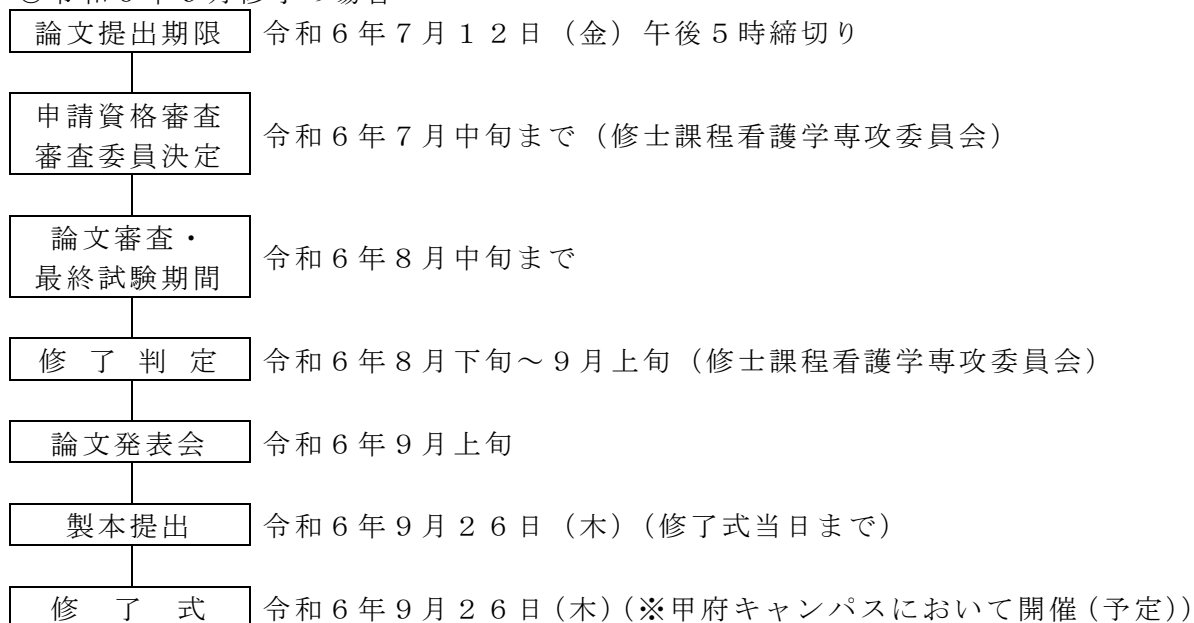 論文提出期限 令和６年７月１２日（金）午後５時締切り
申請資格審査
審査委員決定
令和６年７月中旬まで（修士課程看護学専攻委員会）
論文審査・
最終試験期間
令和６年８月中旬まで
修了判定 令和６年８月下旬～９月上旬（修士課程看護学専攻委員会）
論文発表会 令和６年９月上旬
製本提出 令和６年９月２６日（木）（修了式当日まで）
修了式 令和６年９月２６日（木）（※甲府キャンパスにおいて開催（予定））